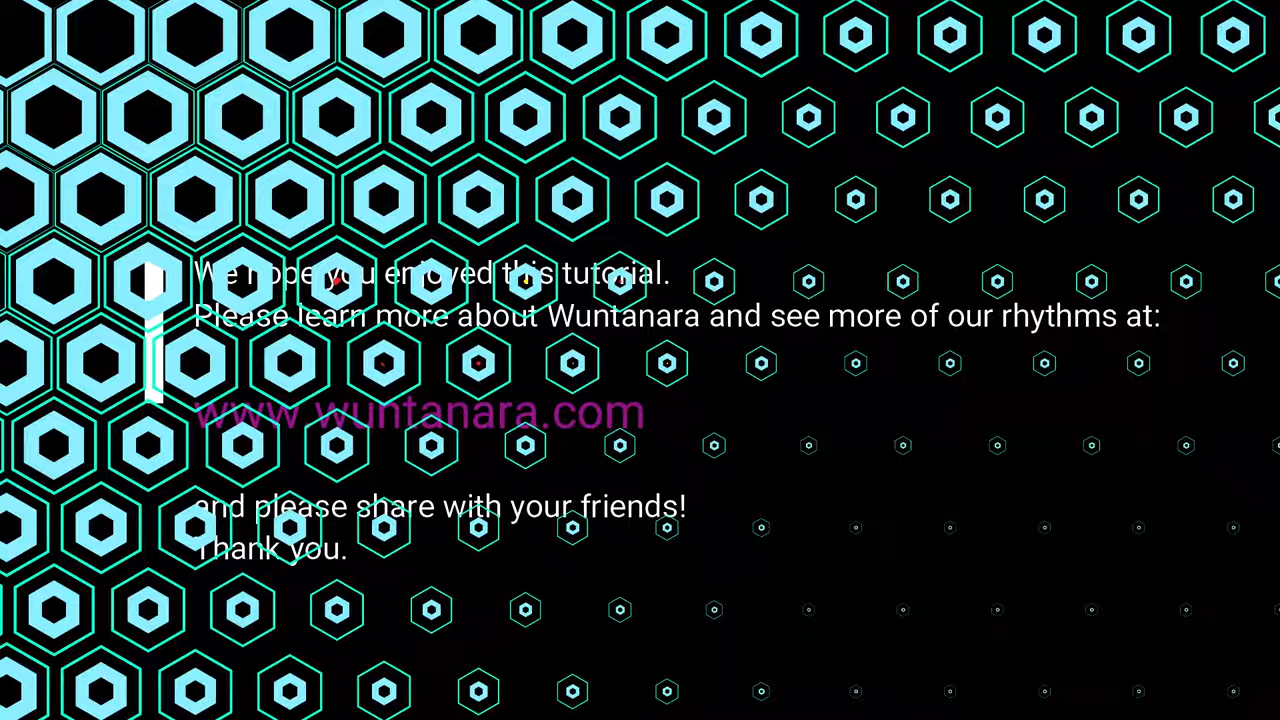 We hope you enjoyed this tutorial.
Please learn more about Wuntanara and see more of our rhythms at:
www.wuntanara.com
and please share with your friends!
Thank you.